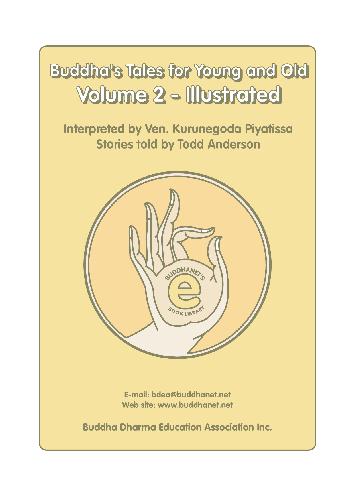 Buddha's Tales for Young and Old
Volume 2 – Illustrated
Interpreted by Ven. Kurunegoda Piyatissa
Stories told by Todd Anderson
BUDDHANET'S
e
BOOK LIBRARY
E-mail: bdea@buddhanet.net
Web site: www.buddhanet.net
Buddha Dharma Education Association Inc.